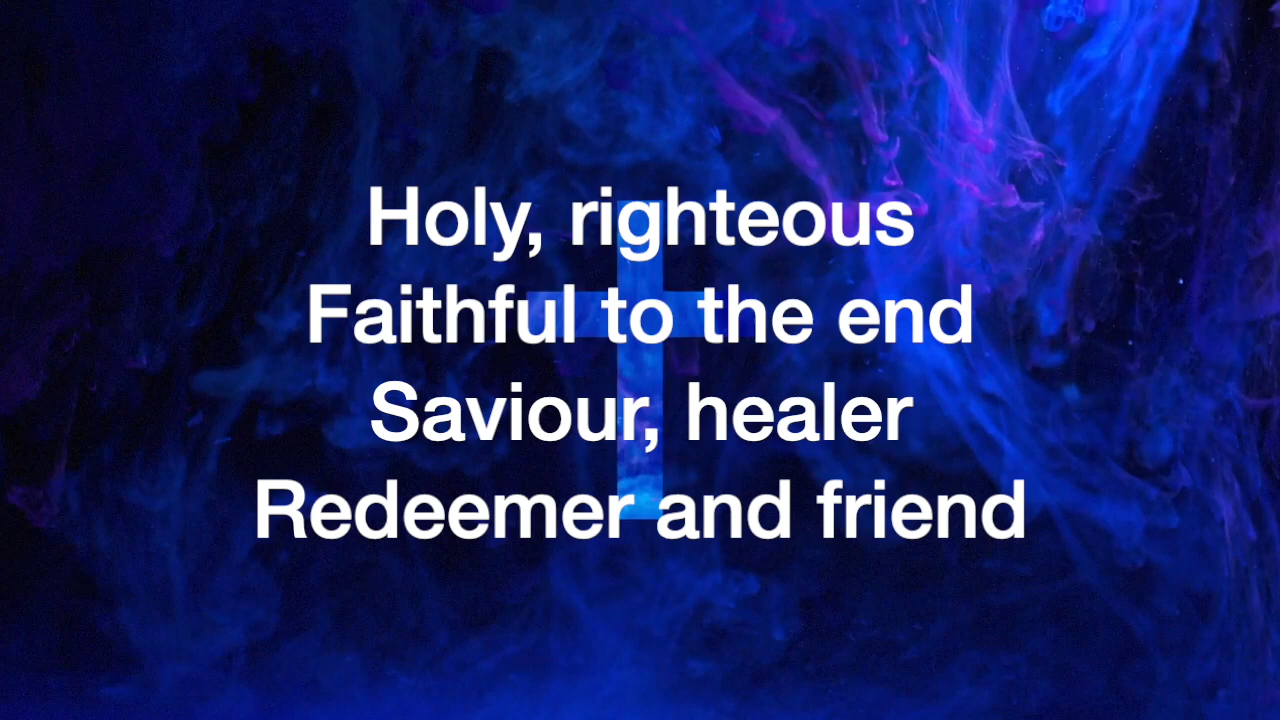 Holy, righteous
Faithful to the end
Saviour, healer
Redeemer and friend